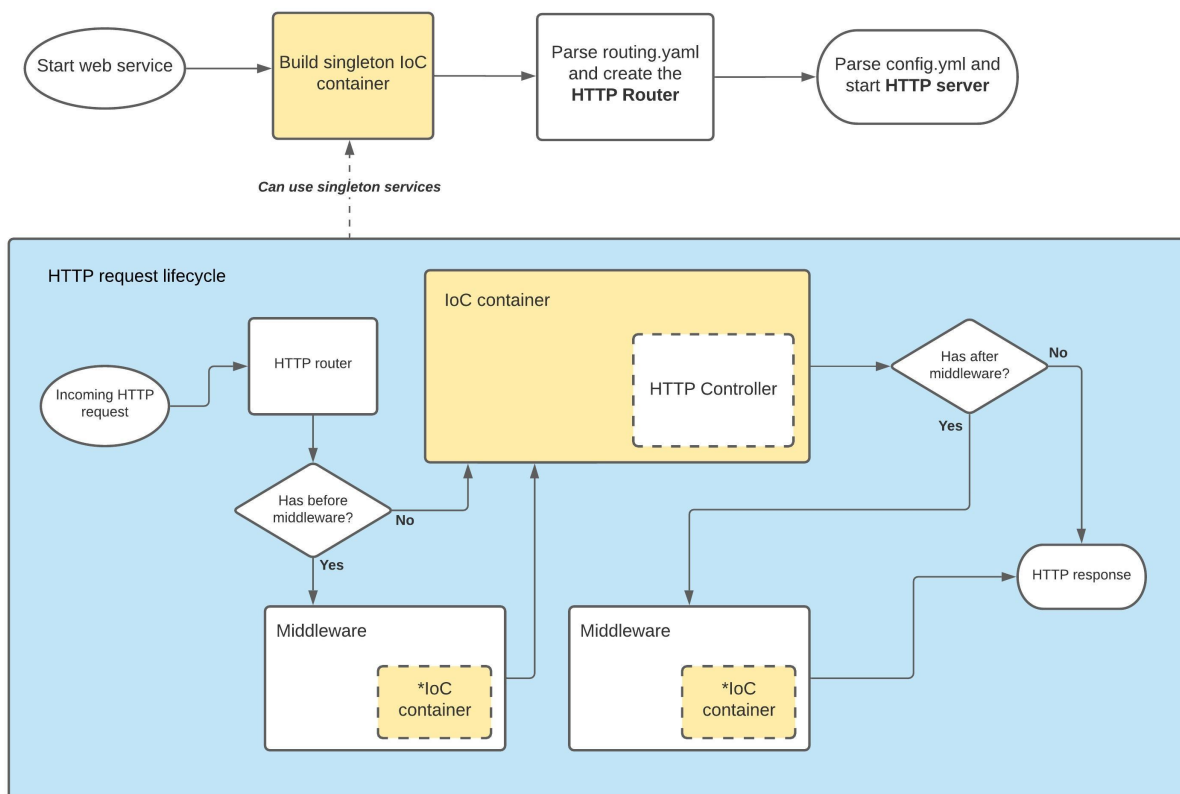 Start web service
Build singleton IoC
container
Parse routing.yaml
and create the
HTTP Router
Parse config.yml and
start HTTP server
Can use singleton services
HTTP request lifecycle
IoC container
HTTP router
HTTP Controller
Has after
middleware?
No
Yes
Incoming HTTP
request
Has before
middleware?
No
Yes
HTTP response
Middleware
*IoC
container
Middleware
*IoC
container